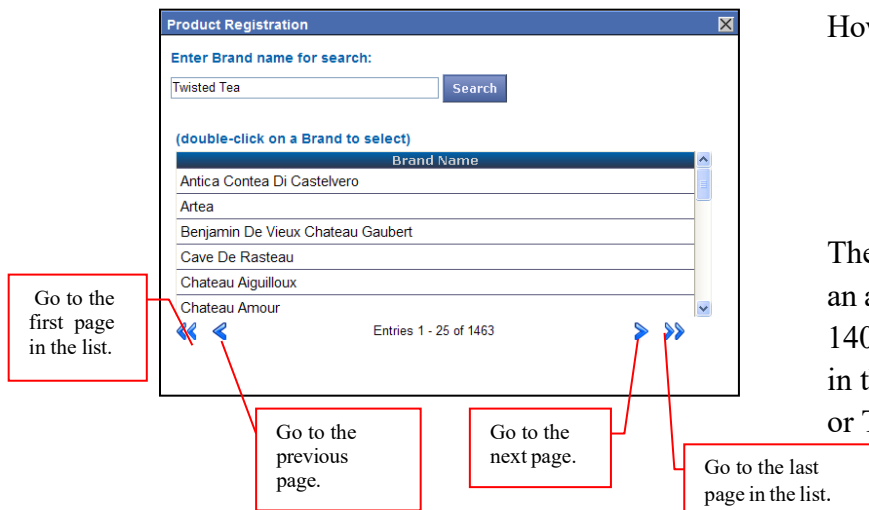 Product Registration
Enter Brand name for search:
Twisted Tea
Search
(double-click on a Brand to select)
Brand Name
Antica Contea Di Castelvero
Artea
Benjamin De Vieux Chateau Gaubert
Cave De Rasteau
Chateau Aiguilloux
Chateau Amour
Entries 1 - 25 of 1463
Go to the
first page
in the list.
Go to the
previous
page.
Go to the
next page.
Go to the last
page in the list.
an
in
or